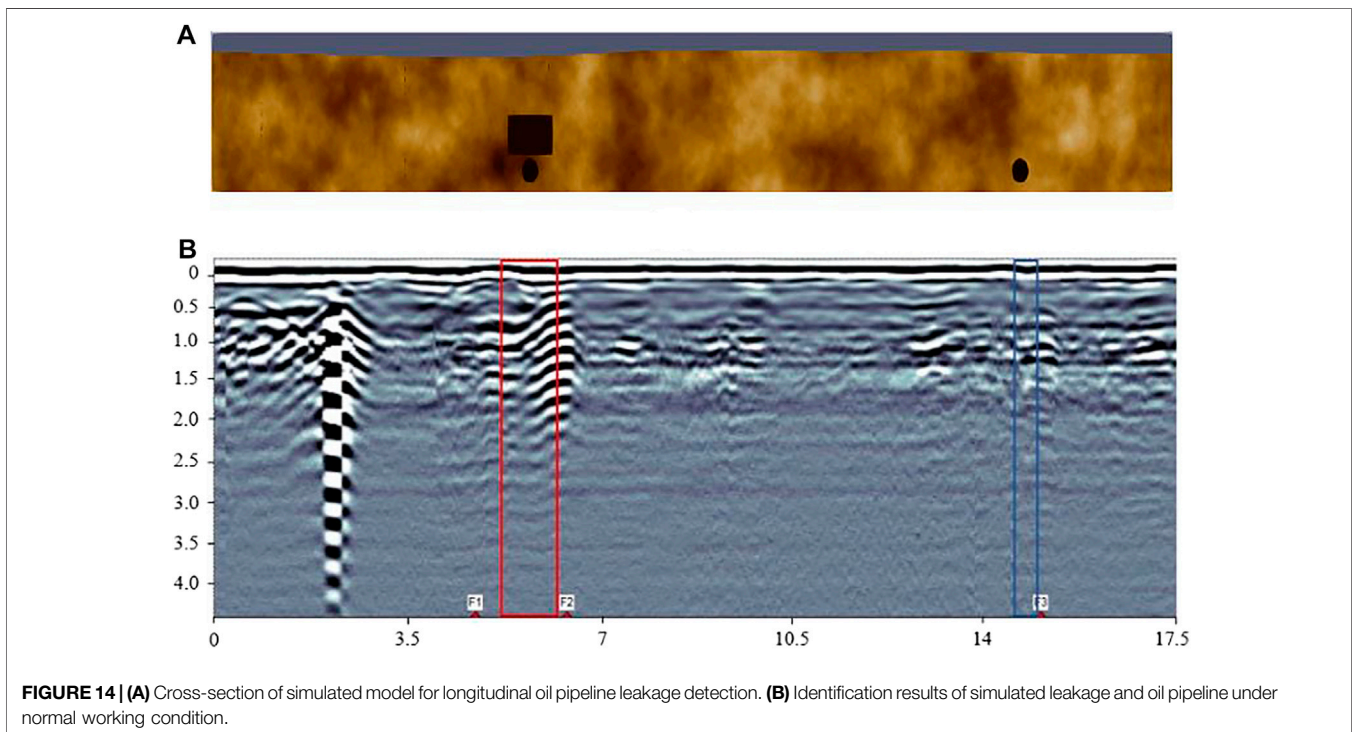 A
B
0
0.5
1.0
1.5
2.0
2.5
3.0
3.5
4.0
F1 F2 F3
0 3.5 7 10.5 14 17.5
FIGURE 14 | (A) Cross-section of simulated model for longitudinal oil pipeline leakage detection. (B) Identification results of simulated leakage and oil pipeline under
normal working condition.